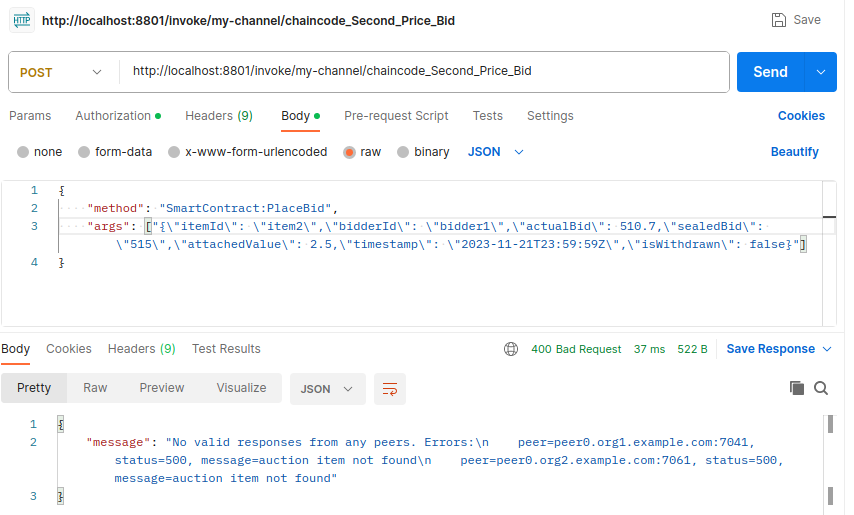 HTTP http://localhost:8801/invoke/my-channel/chaincode_Second_Price_Bid Save
POST http://localhost:8801/invoke/my-channel/chaincode_Second_Price_Bid Send
Params Authorization Headers (9) Body Pre-request Script Tests Settings Cookies
none form-data x-www-form-urlencoded raw binary JSON Beautify
1 {
2 "method": "SmartContract:PlaceBid",
3 "args": ["{\"itemId\": \"item2\",\"bidderId\": \"bidder1\",\"actualBid\": 510.7,\"sealedBid\":
\"515\",\"attachedValue\": 2.5,\"timestamp\": \"2023-11-21T23:59:59Z\",\"isWithdrawn\": false}"]
4 }
Body Cookies Headers (9) Test Results 400 Bad Request 37 ms 522 B Save Response
Pretty Raw Preview Visualize JSON
1 {
2 "message": "No valid responses from any peers. Errors:\n    peer=peer0.org1.example.com:7041,
status=500, message=auction item not found\n    peer=peer0.org2.example.com:7061, status=500,
message=auction item not found"
3 }